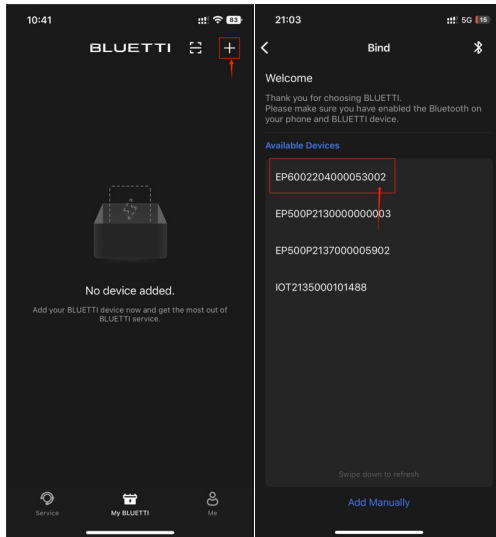 10:41
83
BLUETTI
No device added.
Add your BLUETTI device now and get the most out of
BLUETTI service.
Service
My BLUETTI
Me
21:03
5G
15
Bind
Welcome
Thank you for choosing BLUETTI.
Please make sure you have enabled the Bluetooth on
your phone and BLUETTI device.
Available Devices
EP6002204000053002
EP500P2130000000003
EP500P2137000005902
IOT2135000101488
Swipe down to refresh
Add Manually